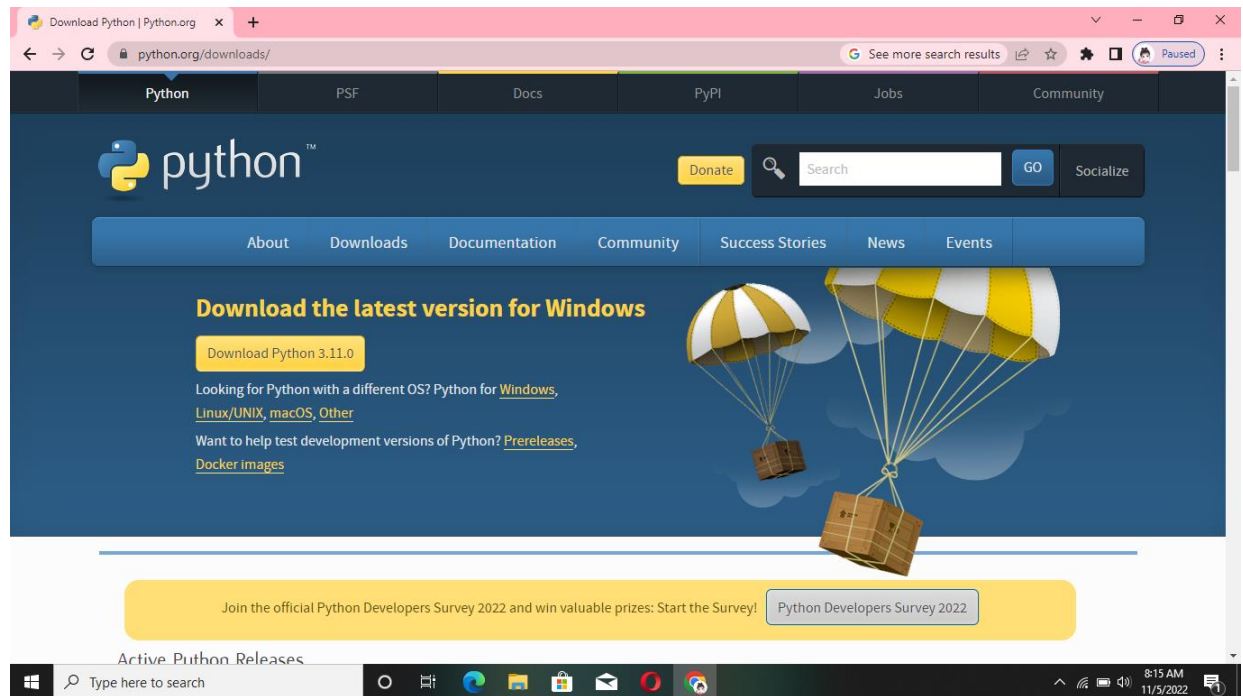 Download Python | Python.org
python.org/downloads/
See more search results
Paused
Python PSF Docs PyPI Jobs Community
python™
Donate Search GO Socialize
About Downloads Documentation Community Success Stories News Events
Download the latest version for Windows
Download Python 3.11.0
Looking for Python with a different OS? Python for Windows,
Linux/UNIX, macOS, Other
Want to help test development versions of Python? Prereleases,
Docker images
Join the official Python Developers Survey 2022 and win valuable prizes: Start the Survey! Python Developers Survey 2022
Active Python Releases
Type here to search
8:15 AM
11/5/2022
1